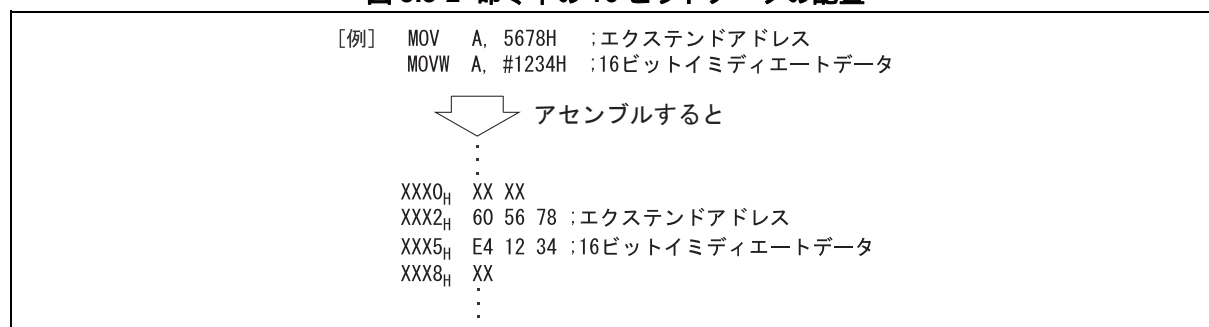 [例] MOV A, 5678H ;エクステンドアドレス
MOVW A, #1234H ;16ビットイミディエートデータ
アセンブルすると
XXX0H XX XX
XXX2H 60 56 78 ;エクステンドアドレス
XXX5H E4 12 34 ;16ビットイミディエートデータ
XXX8H XX